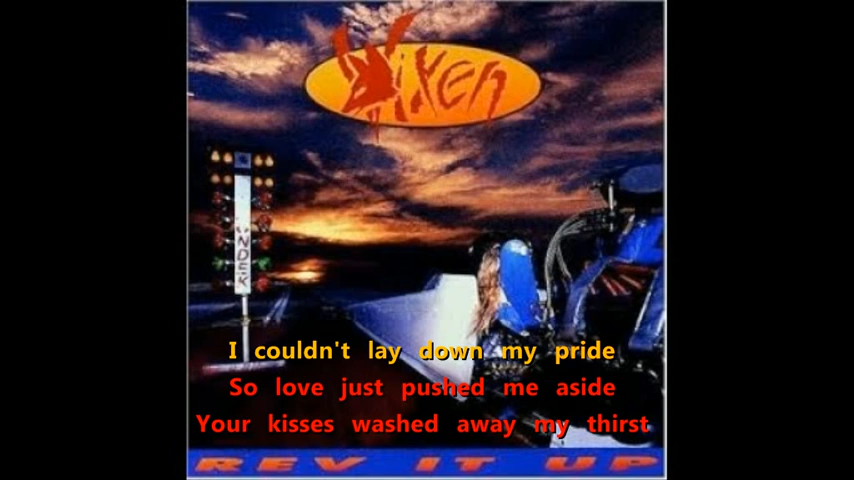 Vixen
UNDER
I couldn't lay down my pride
So love just pushed me aside
Your kisses washed away my thirst
REV IT UP